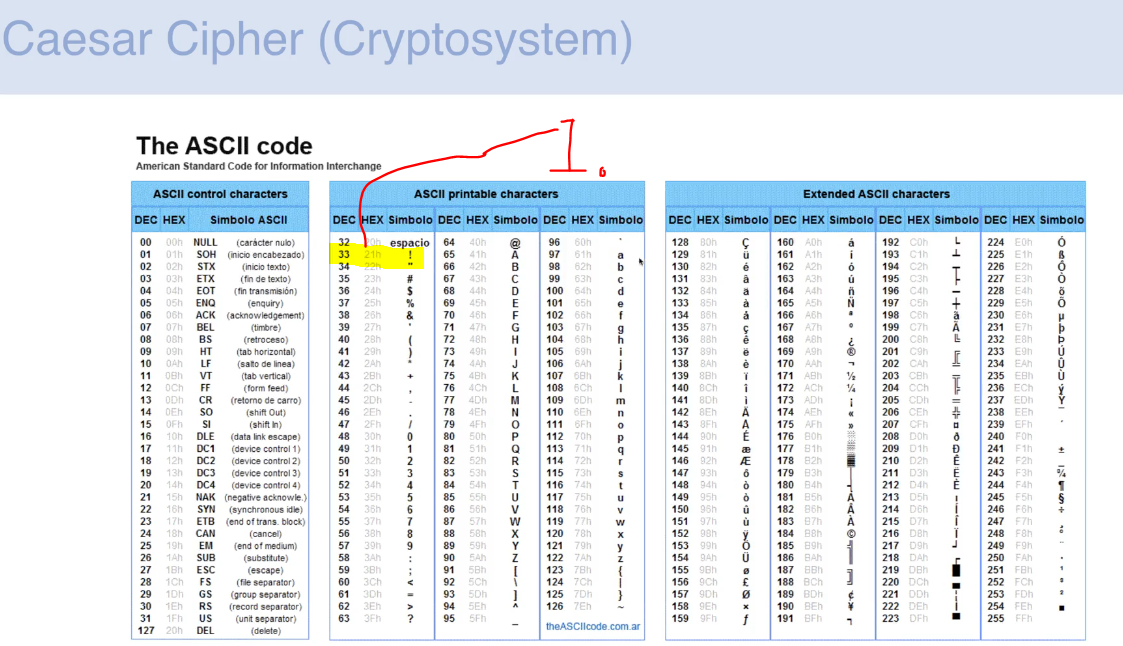 Caesar Cipher (Cryptosystem)
1.
The ASCII code
American Standard Code for Information Interchange
ASCII control characters
DEC HEX Simbolo ASCII
00 00h NULL (carácter nulo)
01 01h SOH (inicio encabezado)
02 02h STX (inicio texto)
03 03h ETX (fin de texto)
04 04h EOT (fin transmisión)
05 05h ENQ (enquiry)
06 06h ACK (acknowledgement)
07 07h BEL (timbre)
08 08h BS (retroceso)
09 09h HT (tab horizontal)
10 0Ah LF (salto de linea)
11 0Bh VT (tab vertical)
12 0Ch FF (form feed)
13 0Dh CR (retorno de carro)
14 0Eh SO (shift Out)
15 0Fh SI (shift In)
16 10h DLE (data link escape)
17 11h DC1 (device control 1)
18 12h DC2 (device control 2)
19 13h DC3 (device control 3)
20 14h DC4 (device control 4)
21 15h NAK (negative acknowle.)
22 16h SYN (synchronous idle)
23 17h ETB (end of trans. block)
24 18h CAN (cancel)
25 19h EM (end of medium)
26 1Ah SUB (substitute)
27 1Bh ESC (escape)
28 1Ch FS (file separator)
29 1Dh GS (group separator)
30 1Eh RS (record separator)
31 1Fh US (unit separator)
127 20h DEL (delete)
ASCII printable characters
DEC HEX Simbolo DEC HEX Simbolo DEC HEX Simbolo
32 20h espacio 64 40h @ 96 60h `
33 21h ! 65 41h A 97 61h a
34 22h " 66 42h B 98 62h b
35 23h # 67 43h C 99 63h c
36 24h $ 68 44h D 100 64h d
37 25h % 69 45h E 101 65h e
38 26h & 70 46h F 102 66h f
39 27h ' 71 47h G 103 67h g
40 28h ( 72 48h H 104 68h h
41 29h ) 73 49h I 105 69h i
42 2Ah * 74 4Ah J 106 6Ah j
43 2Bh + 75 4Bh K 107 6Bh k
44 2Ch , 76 4Ch L 108 6Ch l
45 2Dh - 77 4Dh M 109 6Dh m
46 2Eh . 78 4Eh N 110 6Eh n
47 2Fh / 79 4Fh O 111 6Fh o
48 30h 0 80 50h P 112 70h p
49 31h 1 81 51h Q 113 71h q
50 32h 2 82 52h R 114 72h r
51 33h 3 83 53h S 115 73h s
52 34h 4 84 54h T 116 74h t
53 35h 5 85 55h U 117 75h u
54 36h 6 86 56h V 118 76h v
55 37h 7 87 57h W 119 77h w
56 38h 8 88 58h X 120 78h x
57 39h 9 89 59h Y 121 79h y
58 3Ah : 90 5Ah Z 122 7Ah z
59 3Bh ; 91 5Bh [ 123 7Bh {
60 3Ch < 92 5Ch \ 124 7Ch |
61 3Dh = 93 5Dh ] 125 7Dh }
62 3Eh > 94 5Eh ^ 126 7Eh ~
63 3Fh ? 95 5Fh _
theASCIIcode.com.ar
Extended ASCII characters
DEC HEX Simbolo DEC HEX Simbolo DEC HEX Simbolo DEC HEX Simbolo
128 80h Ç 160 A0h á 192 C0h └ 224 E0h Ó
129 81h ü 161 A1h í 193 C1h ┴ 225 E1h ß
130 82h é 162 A2h ó 194 C2h ┬ 226 E2h Ô
131 83h â 163 A3h ú 195 C3h ├ 227 E3h Ò
132 84h ä 164 A4h ñ 196 C4h ─ 228 E4h õ
133 85h à 165 A5h Ñ 197 C5h ┼ 229 E5h Õ
134 86h å 166 A6h ª 198 C6h ã 230 E6h µ
135 87h ç 167 A7h º 199 C7h Ã 231 E7h þ
136 88h ê 168 A8h ¿ 200 C8h ╚ 232 E8h Þ
137 89h ë 169 A9h ® 201 C9h ╔ 233 E9h Ú
138 8Ah è 170 AAh ¬ 202 CAh ╩ 234 EAh Û
139 8Bh ï 171 ABh ½ 203 CBh ╦ 235 EBh Ù
140 8Ch î 172 ACh ¼ 204 CCh ╠ 236 ECh ý
141 8Dh ì 173 ADh ¡ 205 CDh ═ 237 EDh Ý
142 8Eh Ä 174 AEh « 206 CEh ╬ 238 EEh ¯
143 8Fh Å 175 AFh » 207 CFh ¤ 239 EFh ´
144 90h É 176 B0h ░ 208 D0h ð 240 F0h
145 91h æ 177 B1h ▒ 209 D1h Ð 241 F1h ±
146 92h Æ 178 B2h ▓ 210 D2h Ê 242 F2h ‗
147 93h ô 179 B3h │ 211 D3h Ë 243 F3h ¾
148 94h ö 180 B4h ┤ 212 D4h È 244 F4h ¶
149 95h ò 181 B5h Á 213 D5h ı 245 F5h §
150 96h û 182 B6h Â 214 D6h Í 246 F6h ÷
151 97h ù 183 B7h À 215 D7h Î 247 F7h ¸
152 98h ÿ 184 B8h © 216 D8h Ï 248 F8h °
153 99h Ö 185 B9h ╣ 217 D9h ┘ 249 F9h ¨
154 9Ah Ü 186 BAh ║ 218 DAh ┌ 250 FAh ·
155 9Bh ø 187 BBh ╗ 219 DBh █ 251 FBh ¹
156 9Ch £ 188 BCh ╝ 220 DCh ▄ 252 FCh ³
157 9Dh Ø 189 BDh ¢ 221 DDh ¦ 253 FDh ²
158 9Eh × 190 BEh ¥ 222 DEh Ì 254 FEh ■
159 9Fh ƒ 191 BFh ┐ 223 DFh ▀ 255 FFh